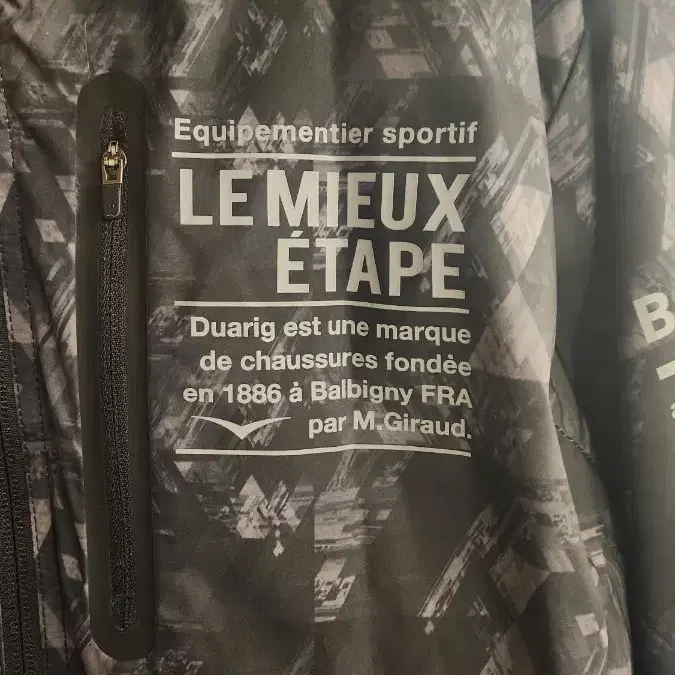 Equipementier sportif
LE MIEUX
ÉTAPE
Duarig est une marque
de chaussures fondée
en 1886 à Balbigny FRA
par M.Giraud.
B